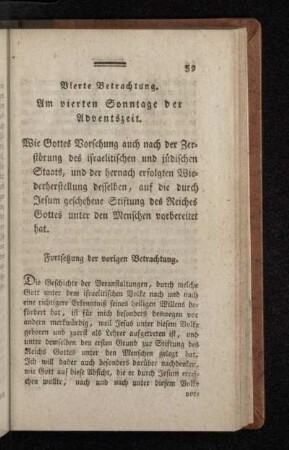 59
Vierte Betrachtung.
Am vierten Sonntage der
Adventszeit.
Wie Gottes Vorsehung auch nach der Zer-
störung des israelitischen und jüdischen
Staats, und der hernach erfolgten Wie-
derherstellung desselben, auf die durch
Jesum geschehene Stiftung des Reiches
Gottes unter den Menschen vorbereitet
hat.
Fortsetzung der vorigen Betrachtung.
Die Geschichte der Veranstaltungen, durch welche
Gott unter dem israelitischen Volke nach und nach
eine richtigere Erkenntniß seines heiligen Willens be-
fördert hat, ist für mich besonders deswegen vor
andern merkwürdig, weil Jesus unter diesem Volke
geboren und zuerst als Lehrer aufgetreten ist, und
unter demselben den ersten Grund zur Stiftung des
Reichs Gottes unter den Menschen gelegt hat.
Ich will daher auch besonders darüber nachdenken,
wie Gott auf diese Absicht, die er durch Jesum errei-
chen wollte, nach und nach unter diesem Volke
vor-